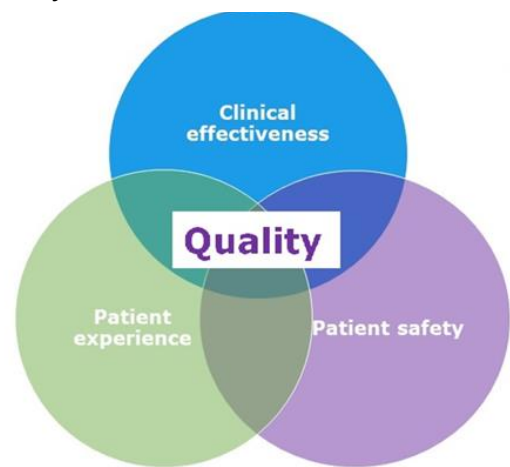 Clinical
effectiveness
Quality
Patient
experience
Patient safety